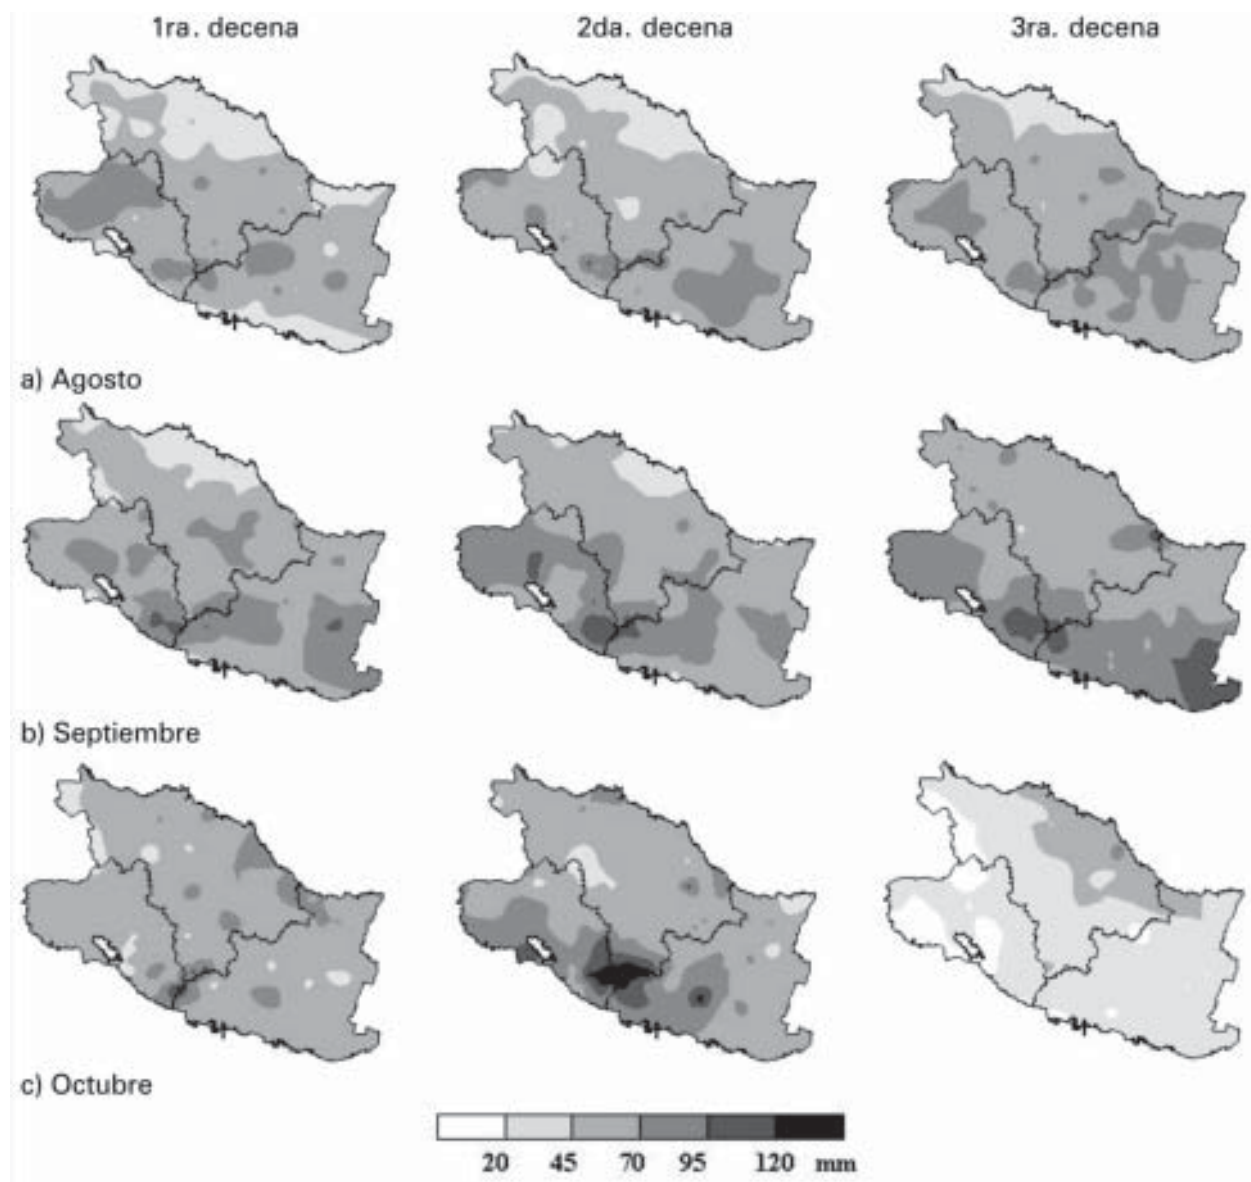 1ra. decena 2da. decena 3ra. decena
a) Agosto
b) Septiembre
c) Octubre
20 45 70 95 120 mm